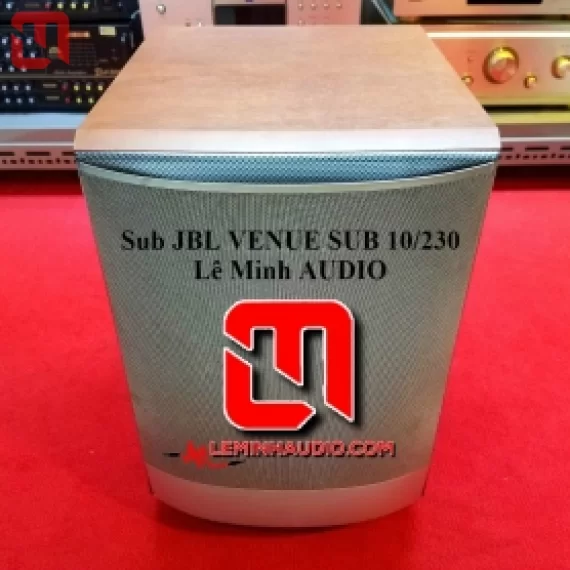 Sub JBL VENUE SUB 10/230
Lê Minh AUDIO
LEMINHAUDIO.COM